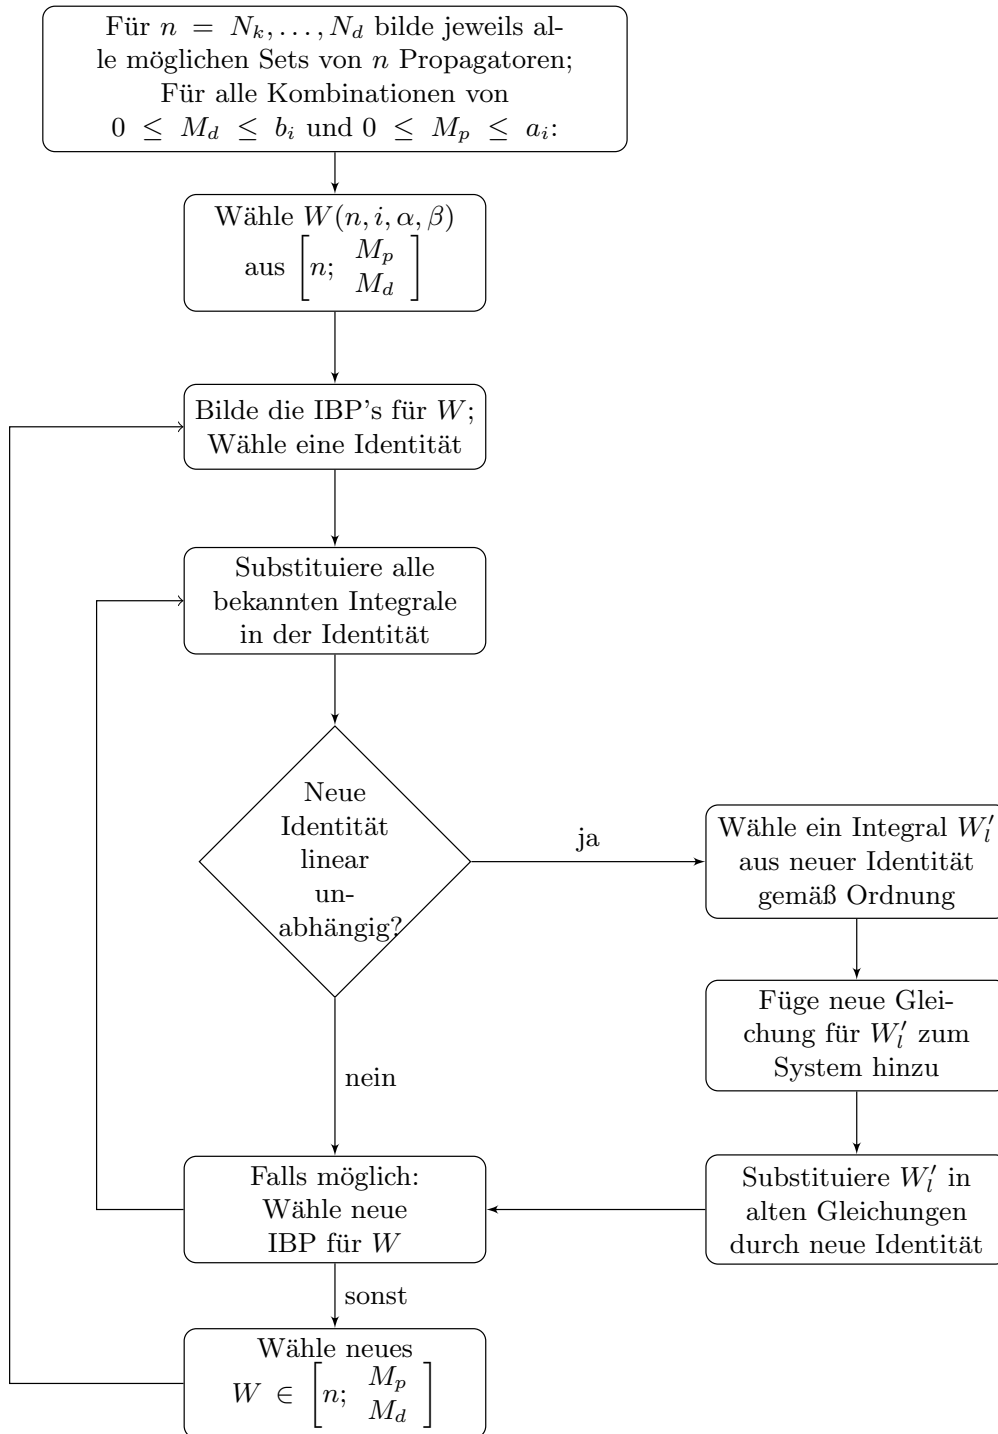 Für n = N_k, . . . , N_d bilde jeweils al-
le möglichen Sets von n Propagatoren;
Für alle Kombinationen von
0 ≤ M_d ≤ b_i und 0 ≤ M_p ≤ a_i:
Wähle W(n, i, α, β)
aus [n; M_p
M_d]
Bilde die IBP's für W;
Wähle eine Identität
Substituiere alle
bekannten Integrale
in der Identität
Neue
Identität
linear
un-
abhängig?
ja
Wähle ein Integral W′_l
aus neuer Identität
gemäß Ordnung
Füge neue Glei-
chung für W′_l zum
System hinzu
Substituiere W′_l in
alten Gleichungen
durch neue Identität
nein
Falls möglich:
Wähle neue
IBP für W
sonst
Wähle neues
W ∈ [n; M_p
M_d]